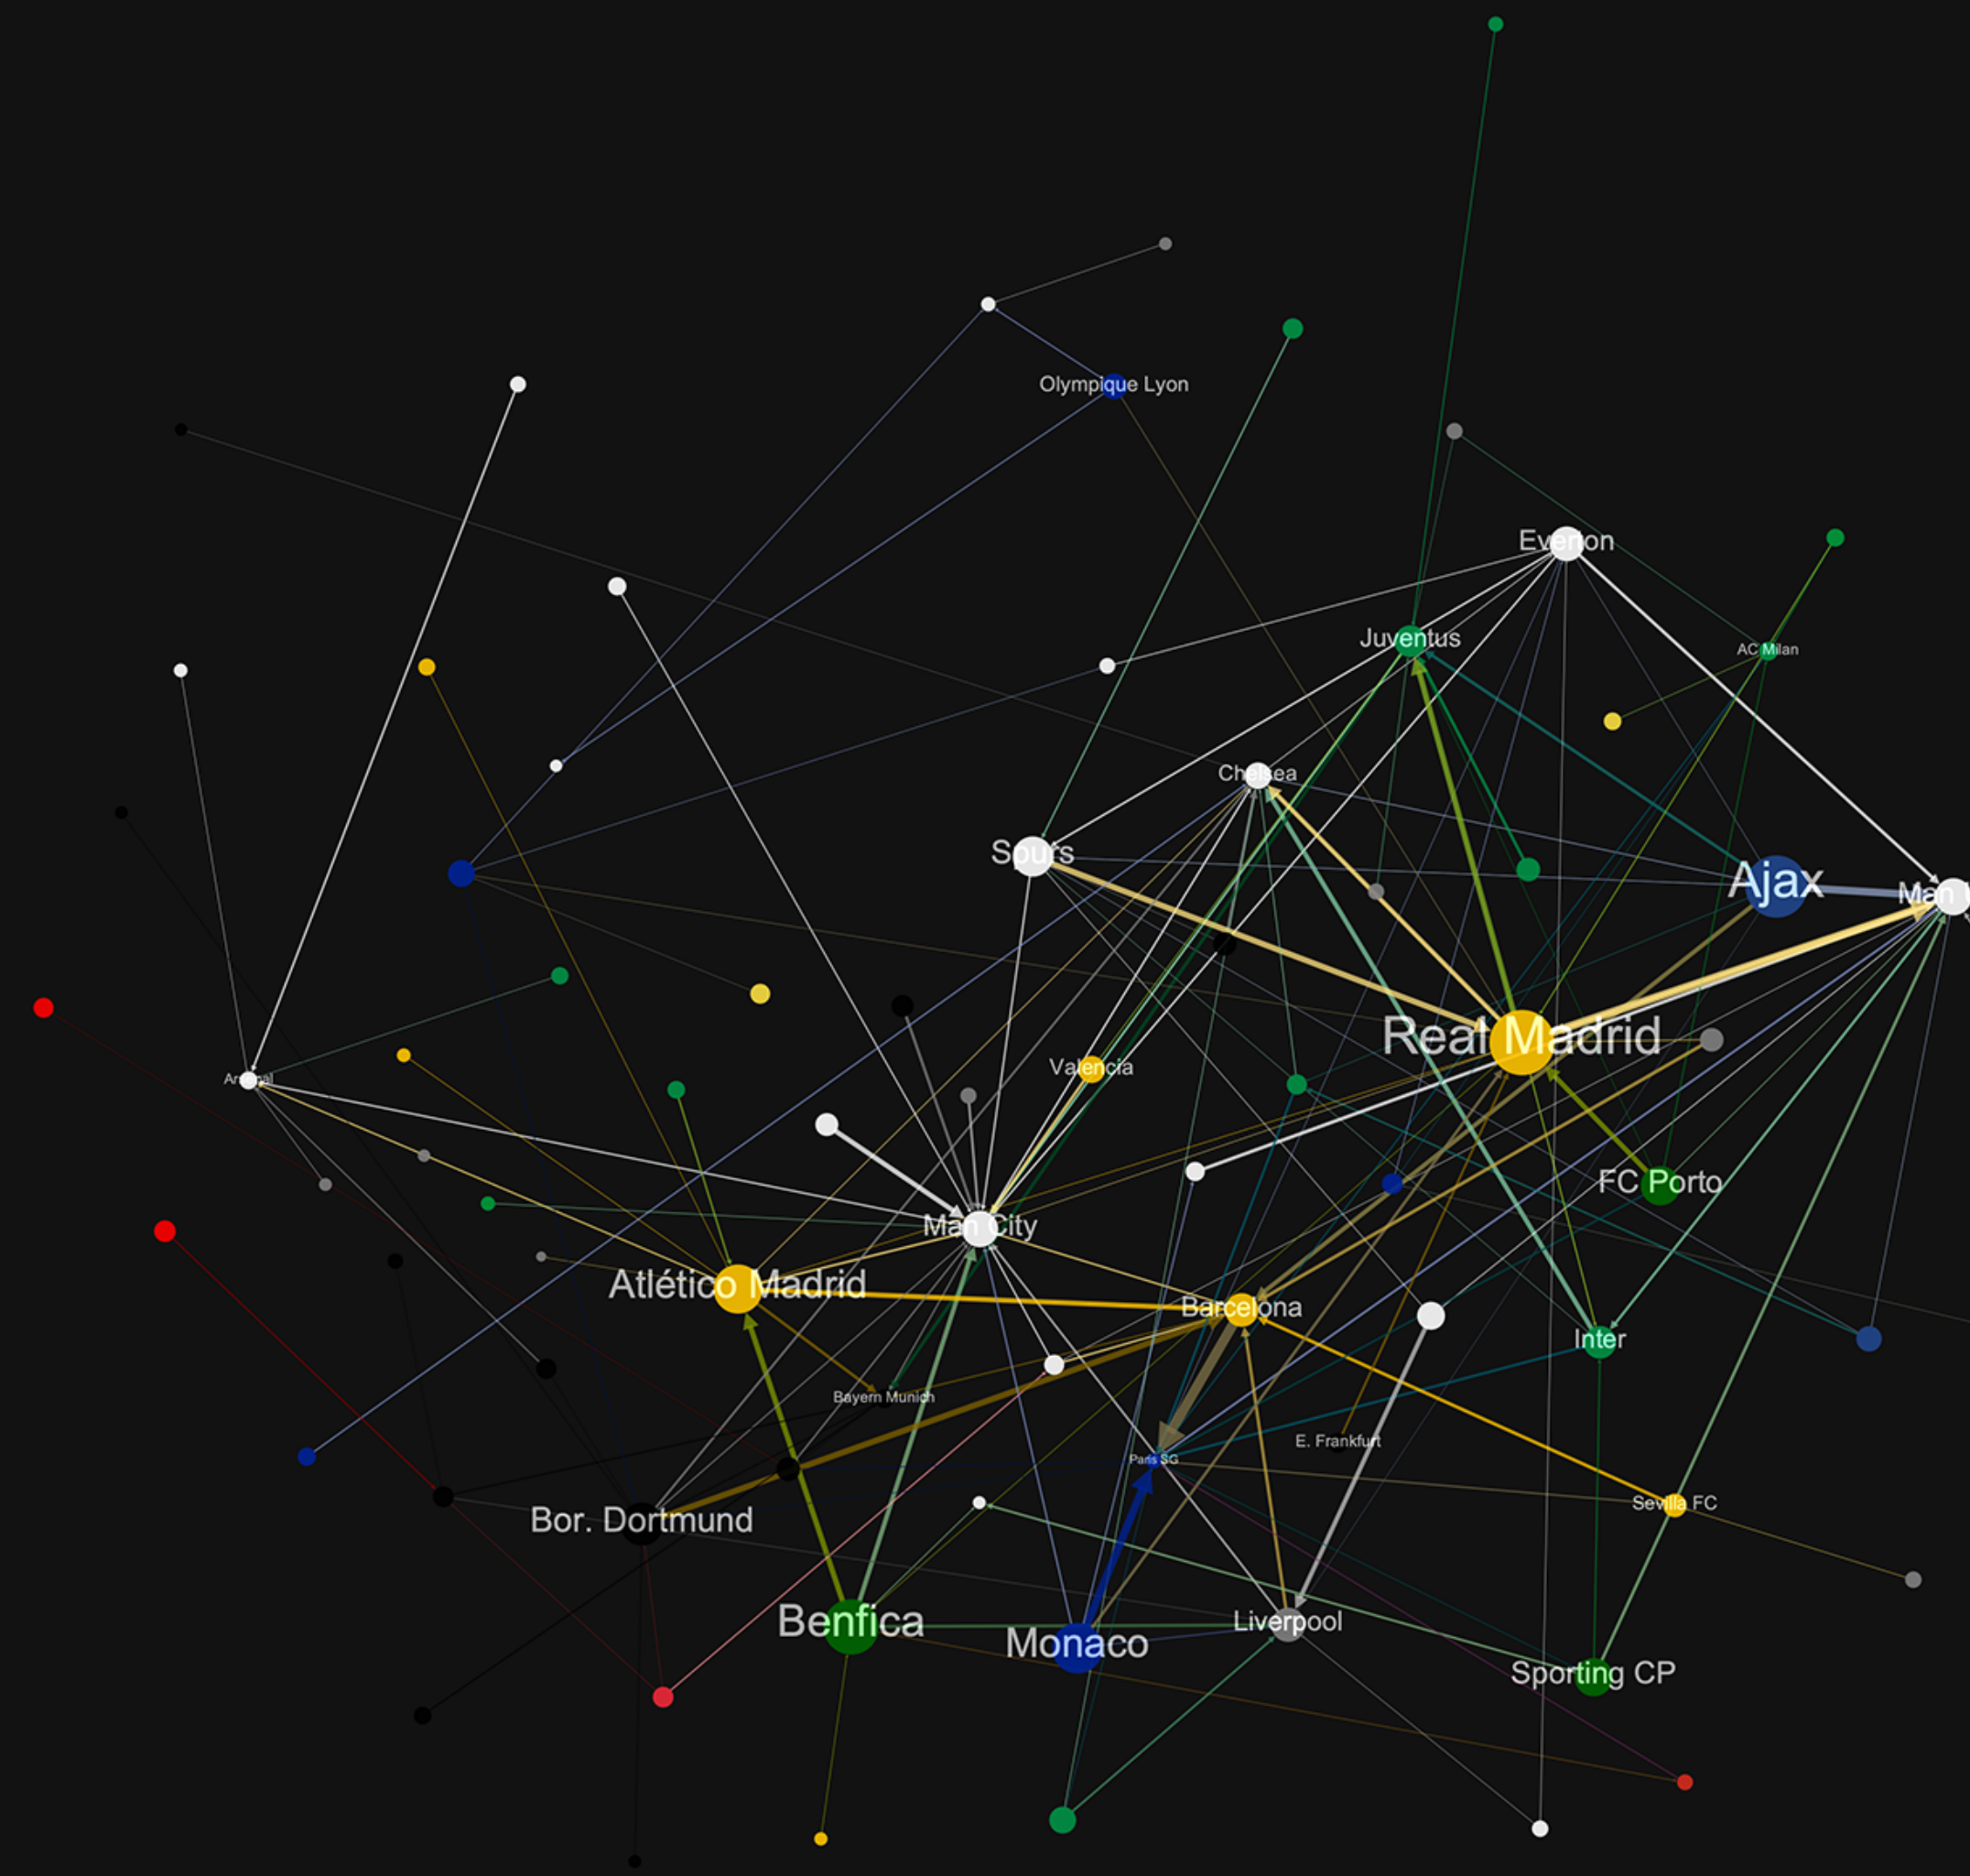 Olympique Lyon
Everton
Juventus
AC Milan
Chelsea
Spurs
Ajax
Man U
Real Madrid
Valencia
Arsenal
FC Porto
Man City
Atlético Madrid
Barcelona
Inter
Bayern Munich
E. Frankfurt
Paris SG
Sevilla FC
Bor. Dortmund
Benfica
Liverpool
Monaco
Sporting CP